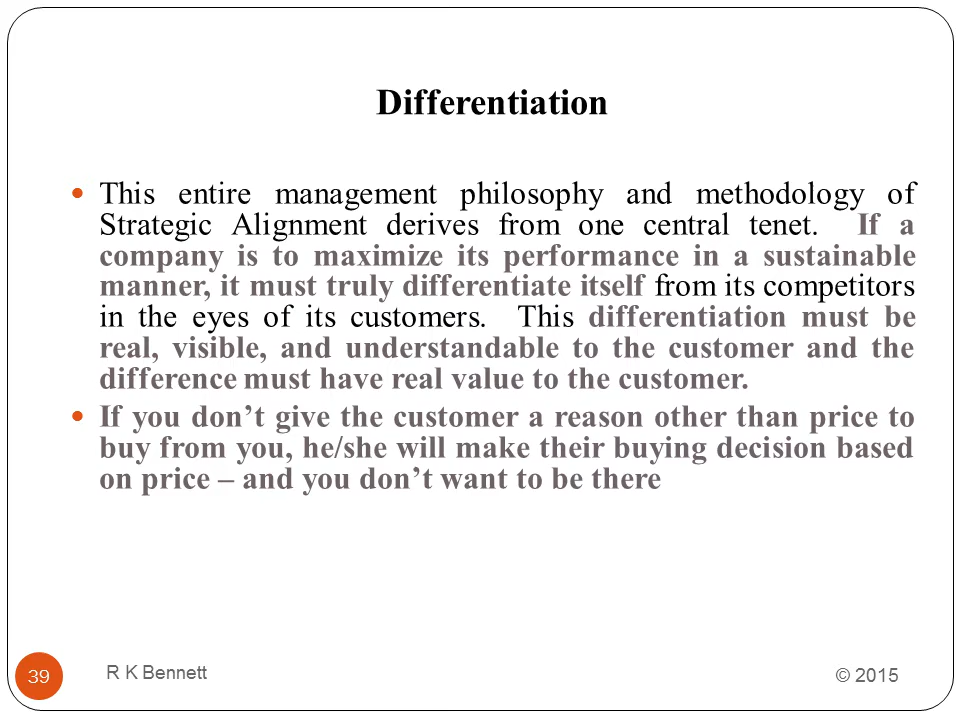 Differentiation
• This entire management philosophy and methodology of
Strategic Alignment derives from one central tenet.  If a
company is to maximize its performance in a sustainable
manner, it must truly differentiate itself from its competitors
in the eyes of its customers.  This differentiation must be
real, visible, and understandable to the customer and the
difference must have real value to the customer.
• If you don’t give the customer a reason other than price to
buy from you, he/she will make their buying decision based
on price – and you don’t want to be there
39
R K Bennett
© 2015